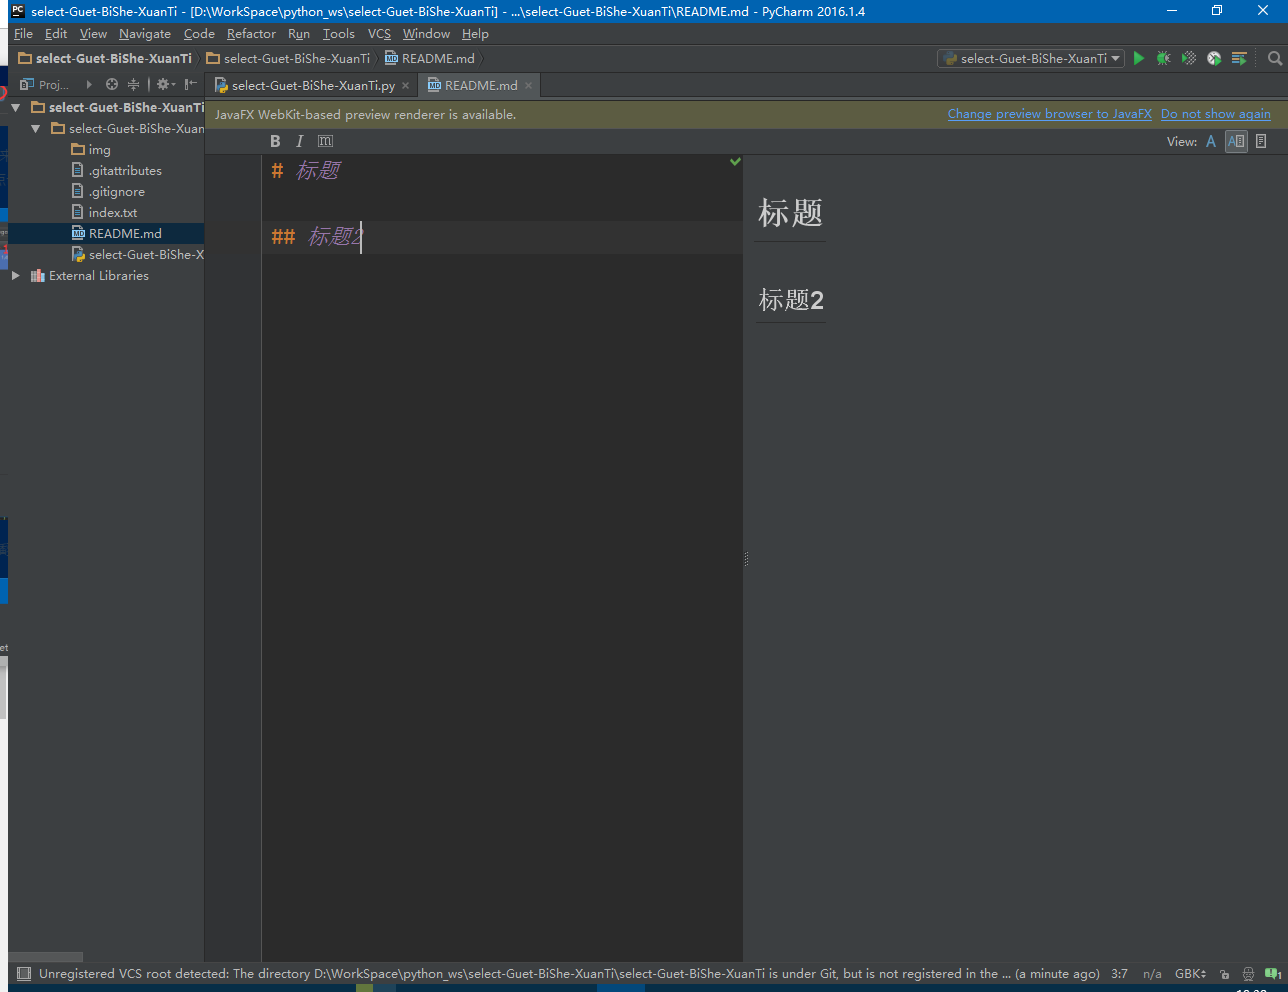 select-Guet-BiShe-XuanTi - [D:\WorkSpace\python_ws\select-Guet-BiShe-XuanTi] - ...\select-Guet-BiShe-XuanTi\README.md - PyCharm 2016.1.4
File Edit View Navigate Code Refactor Run Tools VCS Window Help
select-Guet-BiShe-XuanTi select-Guet-BiShe-XuanTi README.md select-Guet-BiShe-XuanTi
Proj... select-Guet-BiShe-XuanTi.py README.md
select-Guet-BiShe-XuanTi
select-Guet-BiShe-Xuan
img
.gitattributes
.gitignore
index.txt
README.md
select-Guet-BiShe-X
External Libraries
JavaFX WebKit-based preview renderer is available. Change preview browser to JavaFX Do not show again
B I m View: A A
# 标题
## 标题2
标题
标题2
Unregistered VCS root detected: The directory D:\WorkSpace\python_ws\select-Guet-BiShe-XuanTi\select-Guet-BiShe-XuanTi is under Git, but is not registered in the ... (a minute ago) 3:7 n/a GBK 1